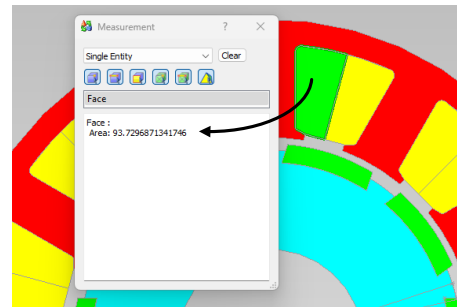 Measurement
Single Entity
Clear
Face
Face :
Area: 93.7296871341746